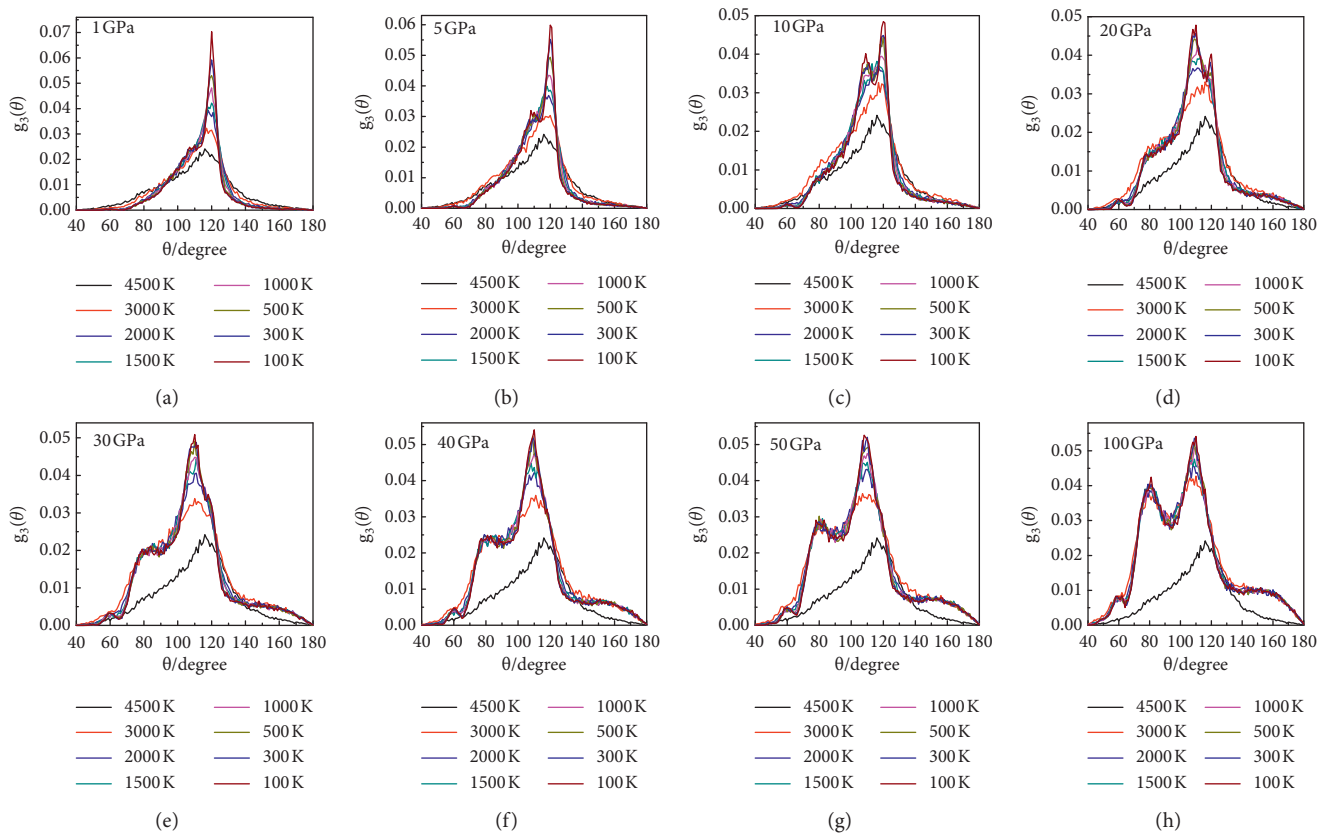 1 GPa
0.07
0.06
0.05
0.04
0.03
0.02
0.01
0.00
g3(θ)
40 60 80 100 120 140 160 180
θ/degree
4500 K 1000 K
3000 K 500 K
2000 K 300 K
1500 K 100 K
(a)
5 GPa
0.06
0.05
0.04
0.03
0.02
0.01
0.00
g3(θ)
40 60 80 100 120 140 160 180
θ/degree
4500 K 1000 K
3000 K 500 K
2000 K 300 K
1500 K 100 K
(b)
0.05
10 GPa
0.04
0.03
0.02
0.01
0.00
g3(θ)
40 60 80 100 120 140 160 180
θ/degree
4500 K 1000 K
3000 K 500 K
2000 K 300 K
1500 K 100 K
(c)
0.05
20 GPa
0.04
0.03
0.02
0.01
0.00
g3(θ)
40 60 80 100 120 140 160 180
θ/degree
4500 K 1000 K
3000 K 500 K
2000 K 300 K
1500 K 100 K
(d)
30 GPa
0.05
0.04
0.03
0.02
0.01
0.00
g3(θ)
40 60 80 100 120 140 160 180
θ/degree
4500 K 1000 K
3000 K 500 K
2000 K 300 K
1500 K 100 K
(e)
40 GPa
0.05
0.04
0.03
0.02
0.01
0.00
g3(θ)
40 60 80 100 120 140 160 180
θ/degree
4500 K 1000 K
3000 K 500 K
2000 K 300 K
1500 K 100 K
(f)
50 GPa
0.05
0.04
0.03
0.02
0.01
0.00
g3(θ)
40 60 80 100 120 140 160 180
θ/degree
4500 K 1000 K
3000 K 500 K
2000 K 300 K
1500 K 100 K
(g)
100 GPa
0.05
0.04
0.03
0.02
0.01
0.00
g3(θ)
40 60 80 100 120 140 160 180
θ/degree
4500 K 1000 K
3000 K 500 K
2000 K 300 K
1500 K 100 K
(h)